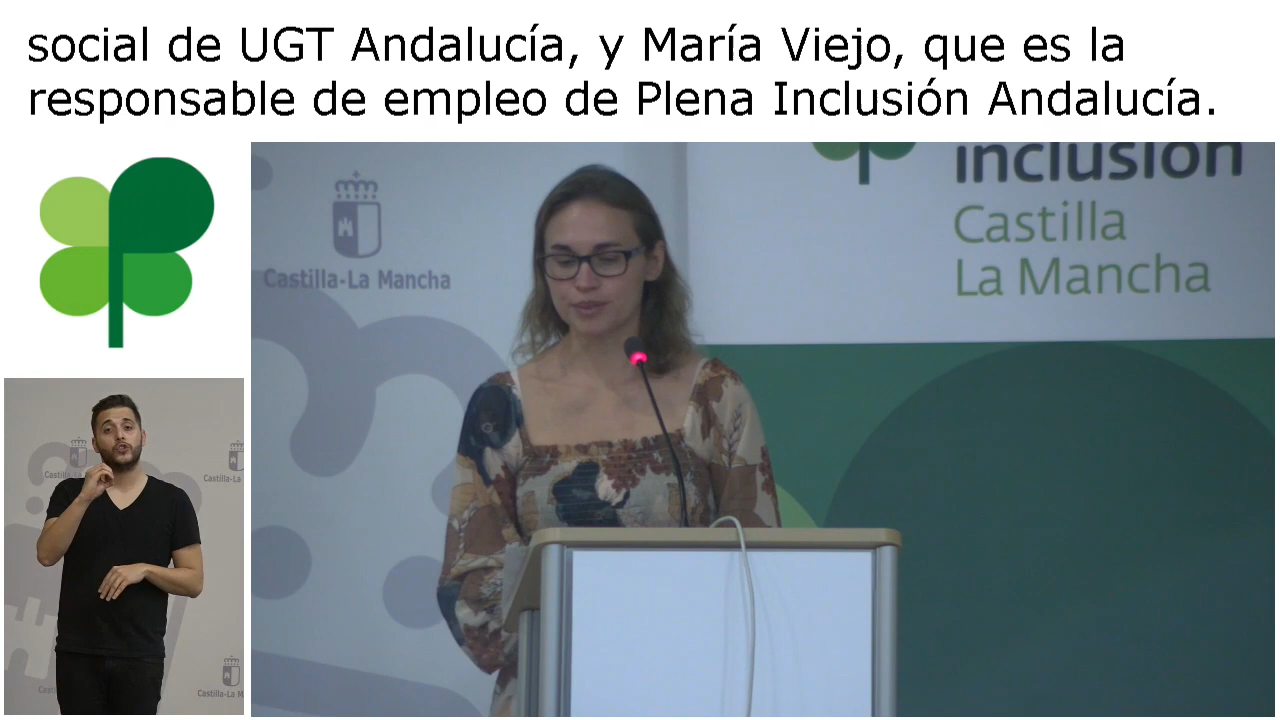 social de UGT Andalucía, y María Viejo, que es la
responsable de empleo de Plena Inclusión Andalucía.
inclusión
Castilla
La Mancha
Castilla-La Mancha
Castilla-La
Castilla-La M